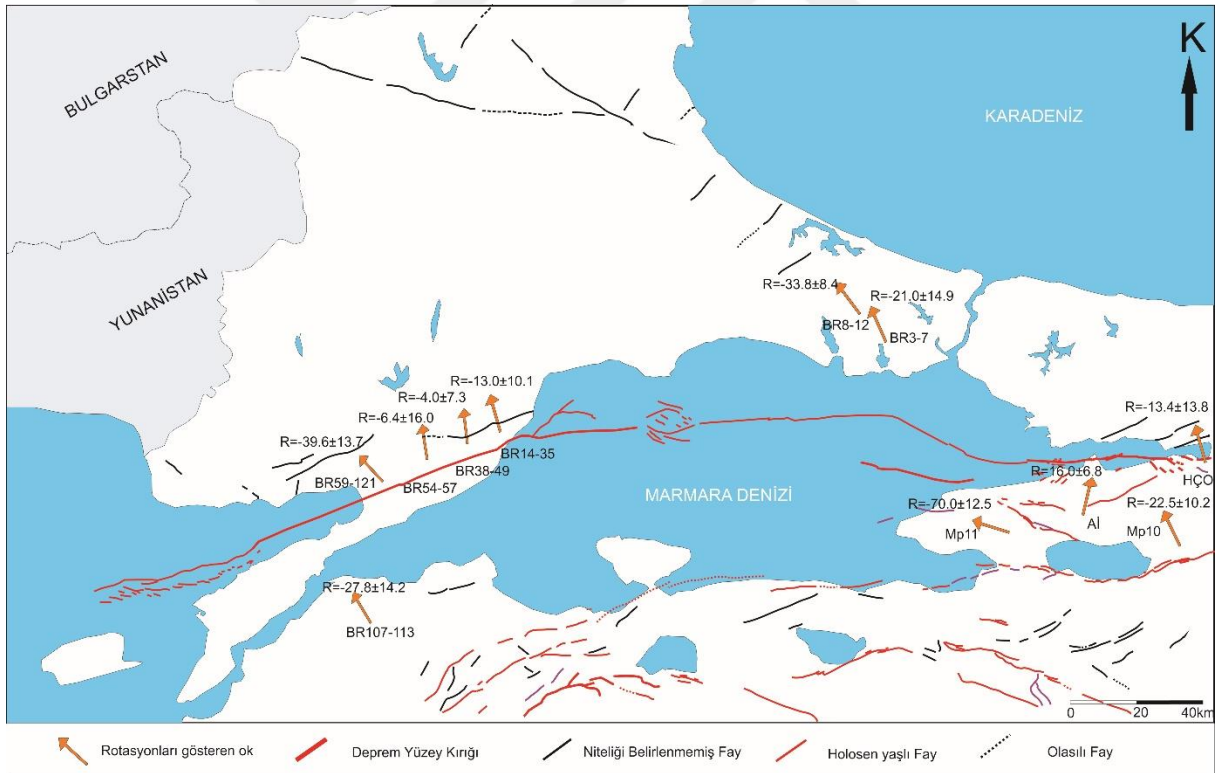 BULGARSTAN
K
KARADENİZ
YUNANİSTAN
R=-33.8±8.4
R=-21.0±14.9
BR8-12
BR3-7
R=-13.0±10.1
R=-4.0±7.3
R=-6.4±16.0
R=-39.6±13.7
R=-13.4±13.8
BR14-35
BR38-49
BR54-57
BR59-121
R=16.0±6.8
HÇO
MARMARA DENİZİ
R=-70.0±12.5
R=-22.5±10.2
Mp11
Al
Mp10
R=-27.8±14.2
BR107-113
0 20 40km
Rotasyonları gösteren ok
Deprem Yüzey Kırığı
Niteliği Belirlenmemiş Fay
Holosen yaşlı Fay
Olasılı Fay